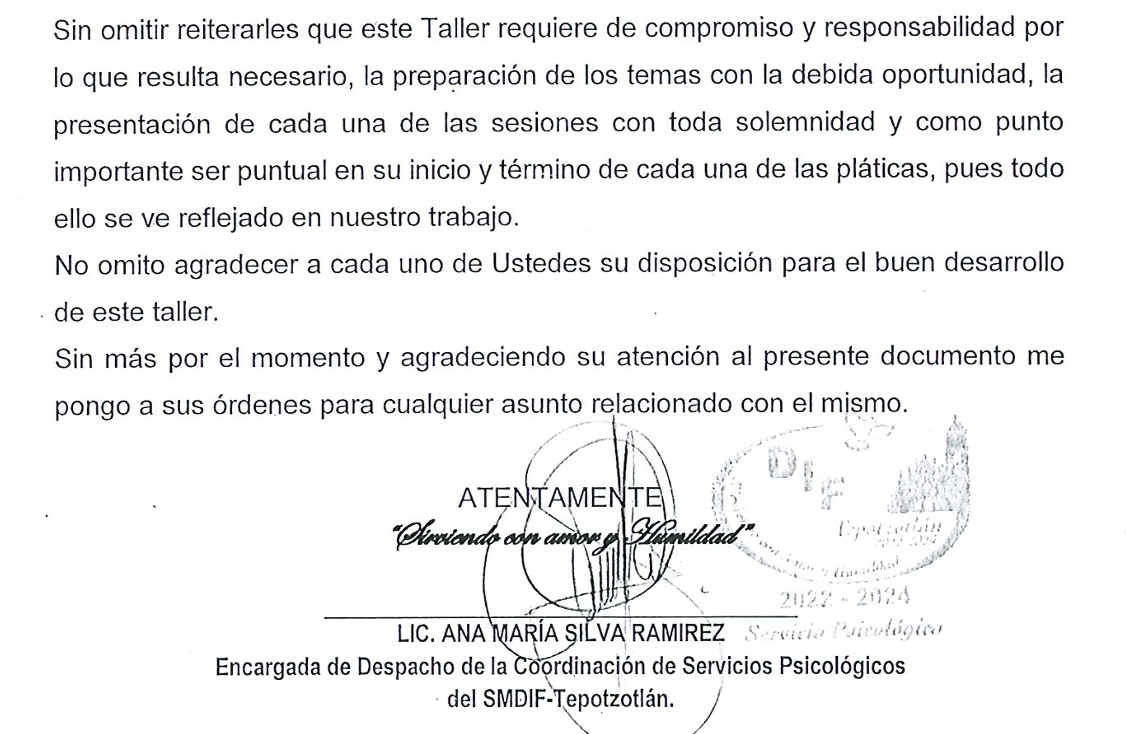 Sin omitir reiterarles que este Taller requiere de compromiso y responsabilidad por
lo que resulta necesario, la preparación de los temas con la debida oportunidad, la
presentación de cada una de las sesiones con toda solemnidad y como punto
importante ser puntual en su inicio y término de cada una de las pláticas, pues todo
ello se ve reflejado en nuestro trabajo.
No omito agradecer a cada uno de Ustedes su disposición para el buen desarrollo
de este taller.
Sin más por el momento y agradeciendo su atención al presente documento me
pongo a sus órdenes para cualquier asunto relacionado con el mismo.
ATENTAMENTE
"Sirviendo con amor y Humildad"
DIF
Tepotzotlán
2022-2024
amor y Humildad
2022 - 2024
Servicio Psicológico
LIC. ANA MARÍA SILVA RAMIREZ
Encargada de Despacho de la Coordinación de Servicios Psicológicos
del SMDIF-Tepotzotlán.